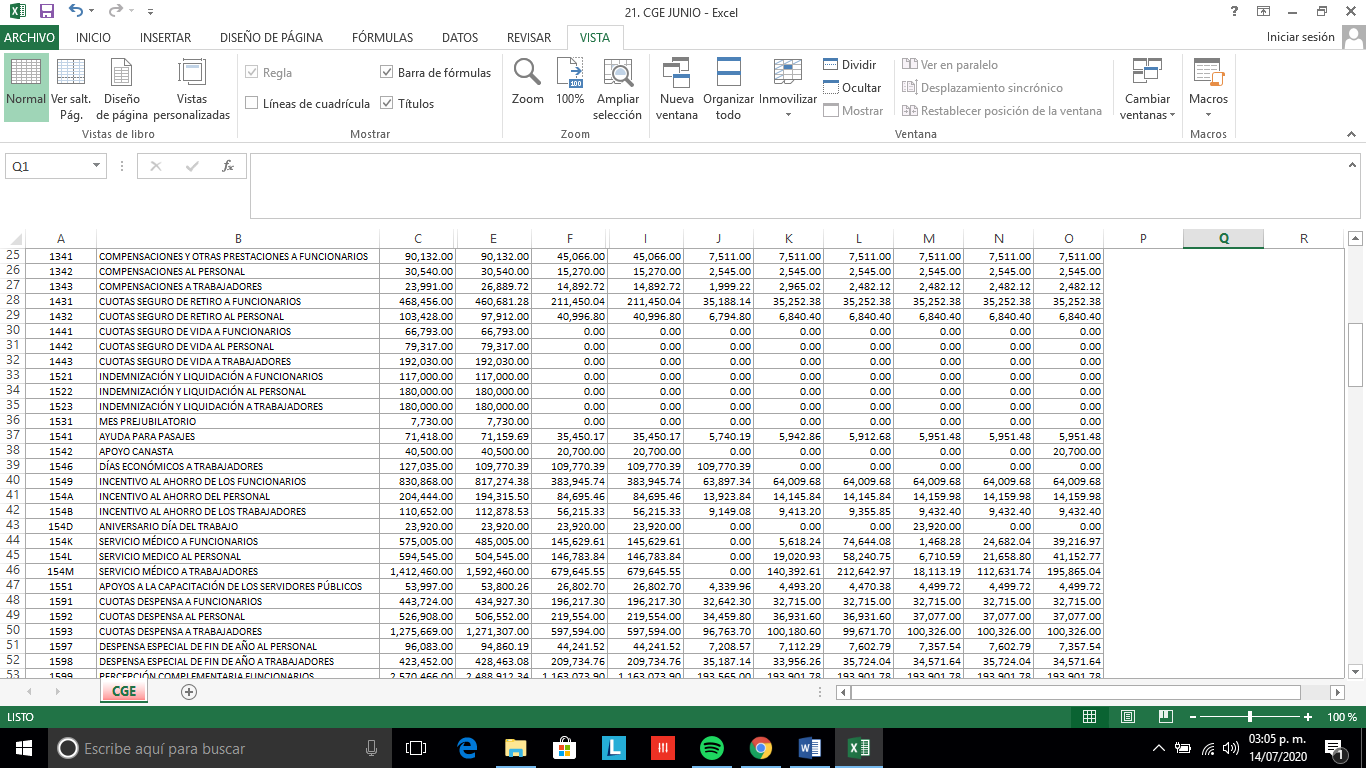 21. CGE JUNIO - Excel
ARCHIVO INICIO INSERTAR DISEÑO DE PÁGINA FÓRMULAS DATOS REVISAR VISTA Iniciar sesión
Normal Ver salt. Pág. Diseño de página Vistas personalizadas
Regla Barra de fórmulas
Líneas de cuadrícula Títulos
Zoom 100% Ampliar selección
Nueva ventana Organizar todo Inmovilizar
Dividir Ver en paralelo
Ocultar Desplazamiento sincrónico
Mostrar Restablecer posición de la ventana
Cambiar ventanas Macros
Vistas de libro Mostrar Zoom Ventana Macros
Q1 fx
A B C E F I J K L M N O P Q R
25 1341 COMPENSACIONES Y OTRAS PRESTACIONES A FUNCIONARIOS 90,132.00 90,132.00 45,066.00 45,066.00 7,511.00 7,511.00 7,511.00 7,511.00 7,511.00 7,511.00
26 1342 COMPENSACIONES AL PERSONAL 30,540.00 30,540.00 15,270.00 15,270.00 2,545.00 2,545.00 2,545.00 2,545.00 2,545.00 2,545.00
27 1343 COMPENSACIONES A TRABAJADORES 23,991.00 26,889.72 14,892.72 14,892.72 1,999.22 2,965.02 2,482.12 2,482.12 2,482.12 2,482.12
28 1431 CUOTAS SEGURO DE RETIRO A FUNCIONARIOS 468,456.00 460,681.28 211,450.04 211,450.04 35,188.14 35,252.38 35,252.38 35,252.38 35,252.38 35,252.38
29 1432 CUOTAS SEGURO DE RETIRO AL PERSONAL 103,428.00 97,912.00 40,996.80 40,996.80 6,794.80 6,840.40 6,840.40 6,840.40 6,840.40 6,840.40
30 1441 CUOTAS SEGURO DE VIDA A FUNCIONARIOS 66,793.00 66,793.00 0.00 0.00 0.00 0.00 0.00 0.00 0.00 0.00
31 1442 CUOTAS SEGURO DE VIDA AL PERSONAL 79,317.00 79,317.00 0.00 0.00 0.00 0.00 0.00 0.00 0.00 0.00
32 1443 CUOTAS SEGURO DE VIDA A TRABAJADORES 192,030.00 192,030.00 0.00 0.00 0.00 0.00 0.00 0.00 0.00 0.00
33 1521 INDEMNIZACIÓN Y LIQUIDACIÓN A FUNCIONARIOS 117,000.00 117,000.00 0.00 0.00 0.00 0.00 0.00 0.00 0.00 0.00
34 1522 INDEMNIZACIÓN Y LIQUIDACIÓN AL PERSONAL 180,000.00 180,000.00 0.00 0.00 0.00 0.00 0.00 0.00 0.00 0.00
35 1523 INDEMNIZACIÓN Y LIQUIDACIÓN A TRABAJADORES 180,000.00 180,000.00 0.00 0.00 0.00 0.00 0.00 0.00 0.00 0.00
36 1531 MES PREJUBILATORIO 7,730.00 7,730.00 0.00 0.00 0.00 0.00 0.00 0.00 0.00 0.00
37 1541 AYUDA PARA PASAJES 71,418.00 71,159.69 35,450.17 35,450.17 5,740.19 5,942.86 5,912.68 5,951.48 5,951.48 5,951.48
38 1542 APOYO CANASTA 40,500.00 40,500.00 20,700.00 20,700.00 0.00 0.00 0.00 0.00 0.00 20,700.00
39 1546 DÍAS ECONÓMICOS A TRABAJADORES 127,035.00 109,770.39 109,770.39 109,770.39 109,770.39 0.00 0.00 0.00 0.00 0.00
40 1549 INCENTIVO AL AHORRO DE LOS FUNCIONARIOS 830,868.00 817,274.38 383,945.74 383,945.74 63,897.34 64,009.68 64,009.68 64,009.68 64,009.68 64,009.68
41 154A INCENTIVO AL AHORRO DEL PERSONAL 204,444.00 194,315.50 84,695.46 84,695.46 13,923.84 14,145.84 14,145.84 14,159.98 14,159.98 14,159.98
42 154B INCENTIVO AL AHORRO DE LOS TRABAJADORES 110,652.00 112,878.53 56,215.33 56,215.33 9,149.08 9,413.20 9,355.85 9,432.40 9,432.40 9,432.40
43 154D ANIVERSARIO DÍA DEL TRABAJO 23,920.00 23,920.00 23,920.00 23,920.00 0.00 0.00 0.00 23,920.00 0.00 0.00
44 154K SERVICIO MÉDICO A FUNCIONARIOS 575,005.00 485,005.00 145,629.61 145,629.61 0.00 5,618.24 74,644.08 1,468.28 24,682.04 39,216.97
45 154L SERVICIO MEDICO AL PERSONAL 594,545.00 504,545.00 146,783.84 146,783.84 0.00 19,020.93 58,240.75 6,710.59 21,658.80 41,152.77
46 154M SERVICIO MÉDICO A TRABAJADORES 1,412,460.00 1,592,460.00 679,645.55 679,645.55 0.00 140,392.61 212,642.97 18,113.19 112,631.74 195,865.04
47 1551 APOYOS A LA CAPACITACIÓN DE LOS SERVIDORES PÚBLICOS 53,997.00 53,800.26 26,802.70 26,802.70 4,339.96 4,493.20 4,470.38 4,499.72 4,499.72 4,499.72
48 1591 CUOTAS DESPENSA A FUNCIONARIOS 443,724.00 434,927.30 196,217.30 196,217.30 32,642.30 32,715.00 32,715.00 32,715.00 32,715.00 32,715.00
49 1592 CUOTAS DESPENSA AL PERSONAL 526,908.00 506,552.00 219,554.00 219,554.00 34,459.80 36,931.60 36,931.60 37,077.00 37,077.00 37,077.00
50 1593 CUOTAS DESPENSA A TRABAJADORES 1,275,669.00 1,271,307.00 597,594.00 597,594.00 96,763.70 100,180.60 99,671.70 100,326.00 100,326.00 100,326.00
51 1597 DESPENSA ESPECIAL DE FIN DE AÑO AL PERSONAL 96,083.00 94,860.19 44,241.52 44,241.52 7,208.57 7,112.29 7,602.79 7,357.54 7,602.79 7,357.54
52 1598 DESPENSA ESPECIAL DE FIN DE AÑO A TRABAJADORES 423,452.00 428,463.08 209,734.76 209,734.76 35,187.14 33,956.26 35,724.04 34,571.64 35,724.04 34,571.64
53 1599 PERCEPCIÓN COMPLEMENTARIA FUNCIONARIOS 2,570,466.00 2,488,912.34 1,163,073.90 1,163,073.90 193,565.00 193,901.78 193,901.78 193,901.78 193,901.78 193,901.78
CGE
LISTO 100 %
Escribe aquí para buscar
03:05 p. m.
14/07/2020
1